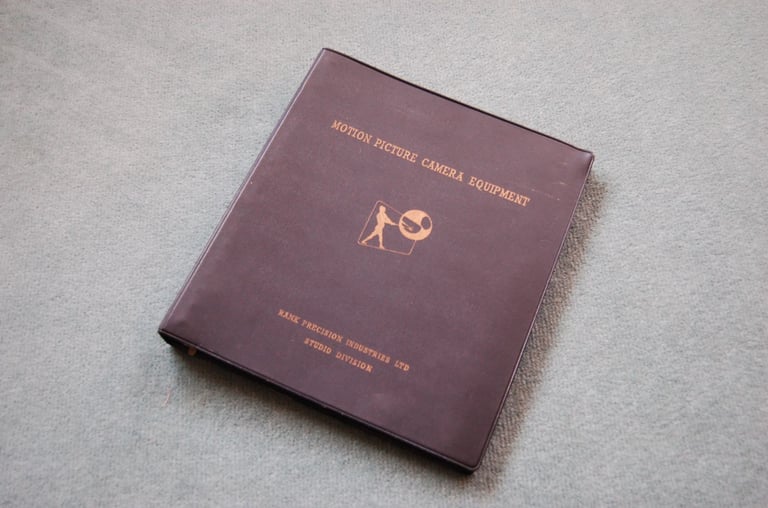 MOTION PICTURE CAMERA EQUIPMENT
RANK PRECISION INDUSTRIES LTD
STUDIO DIVISION